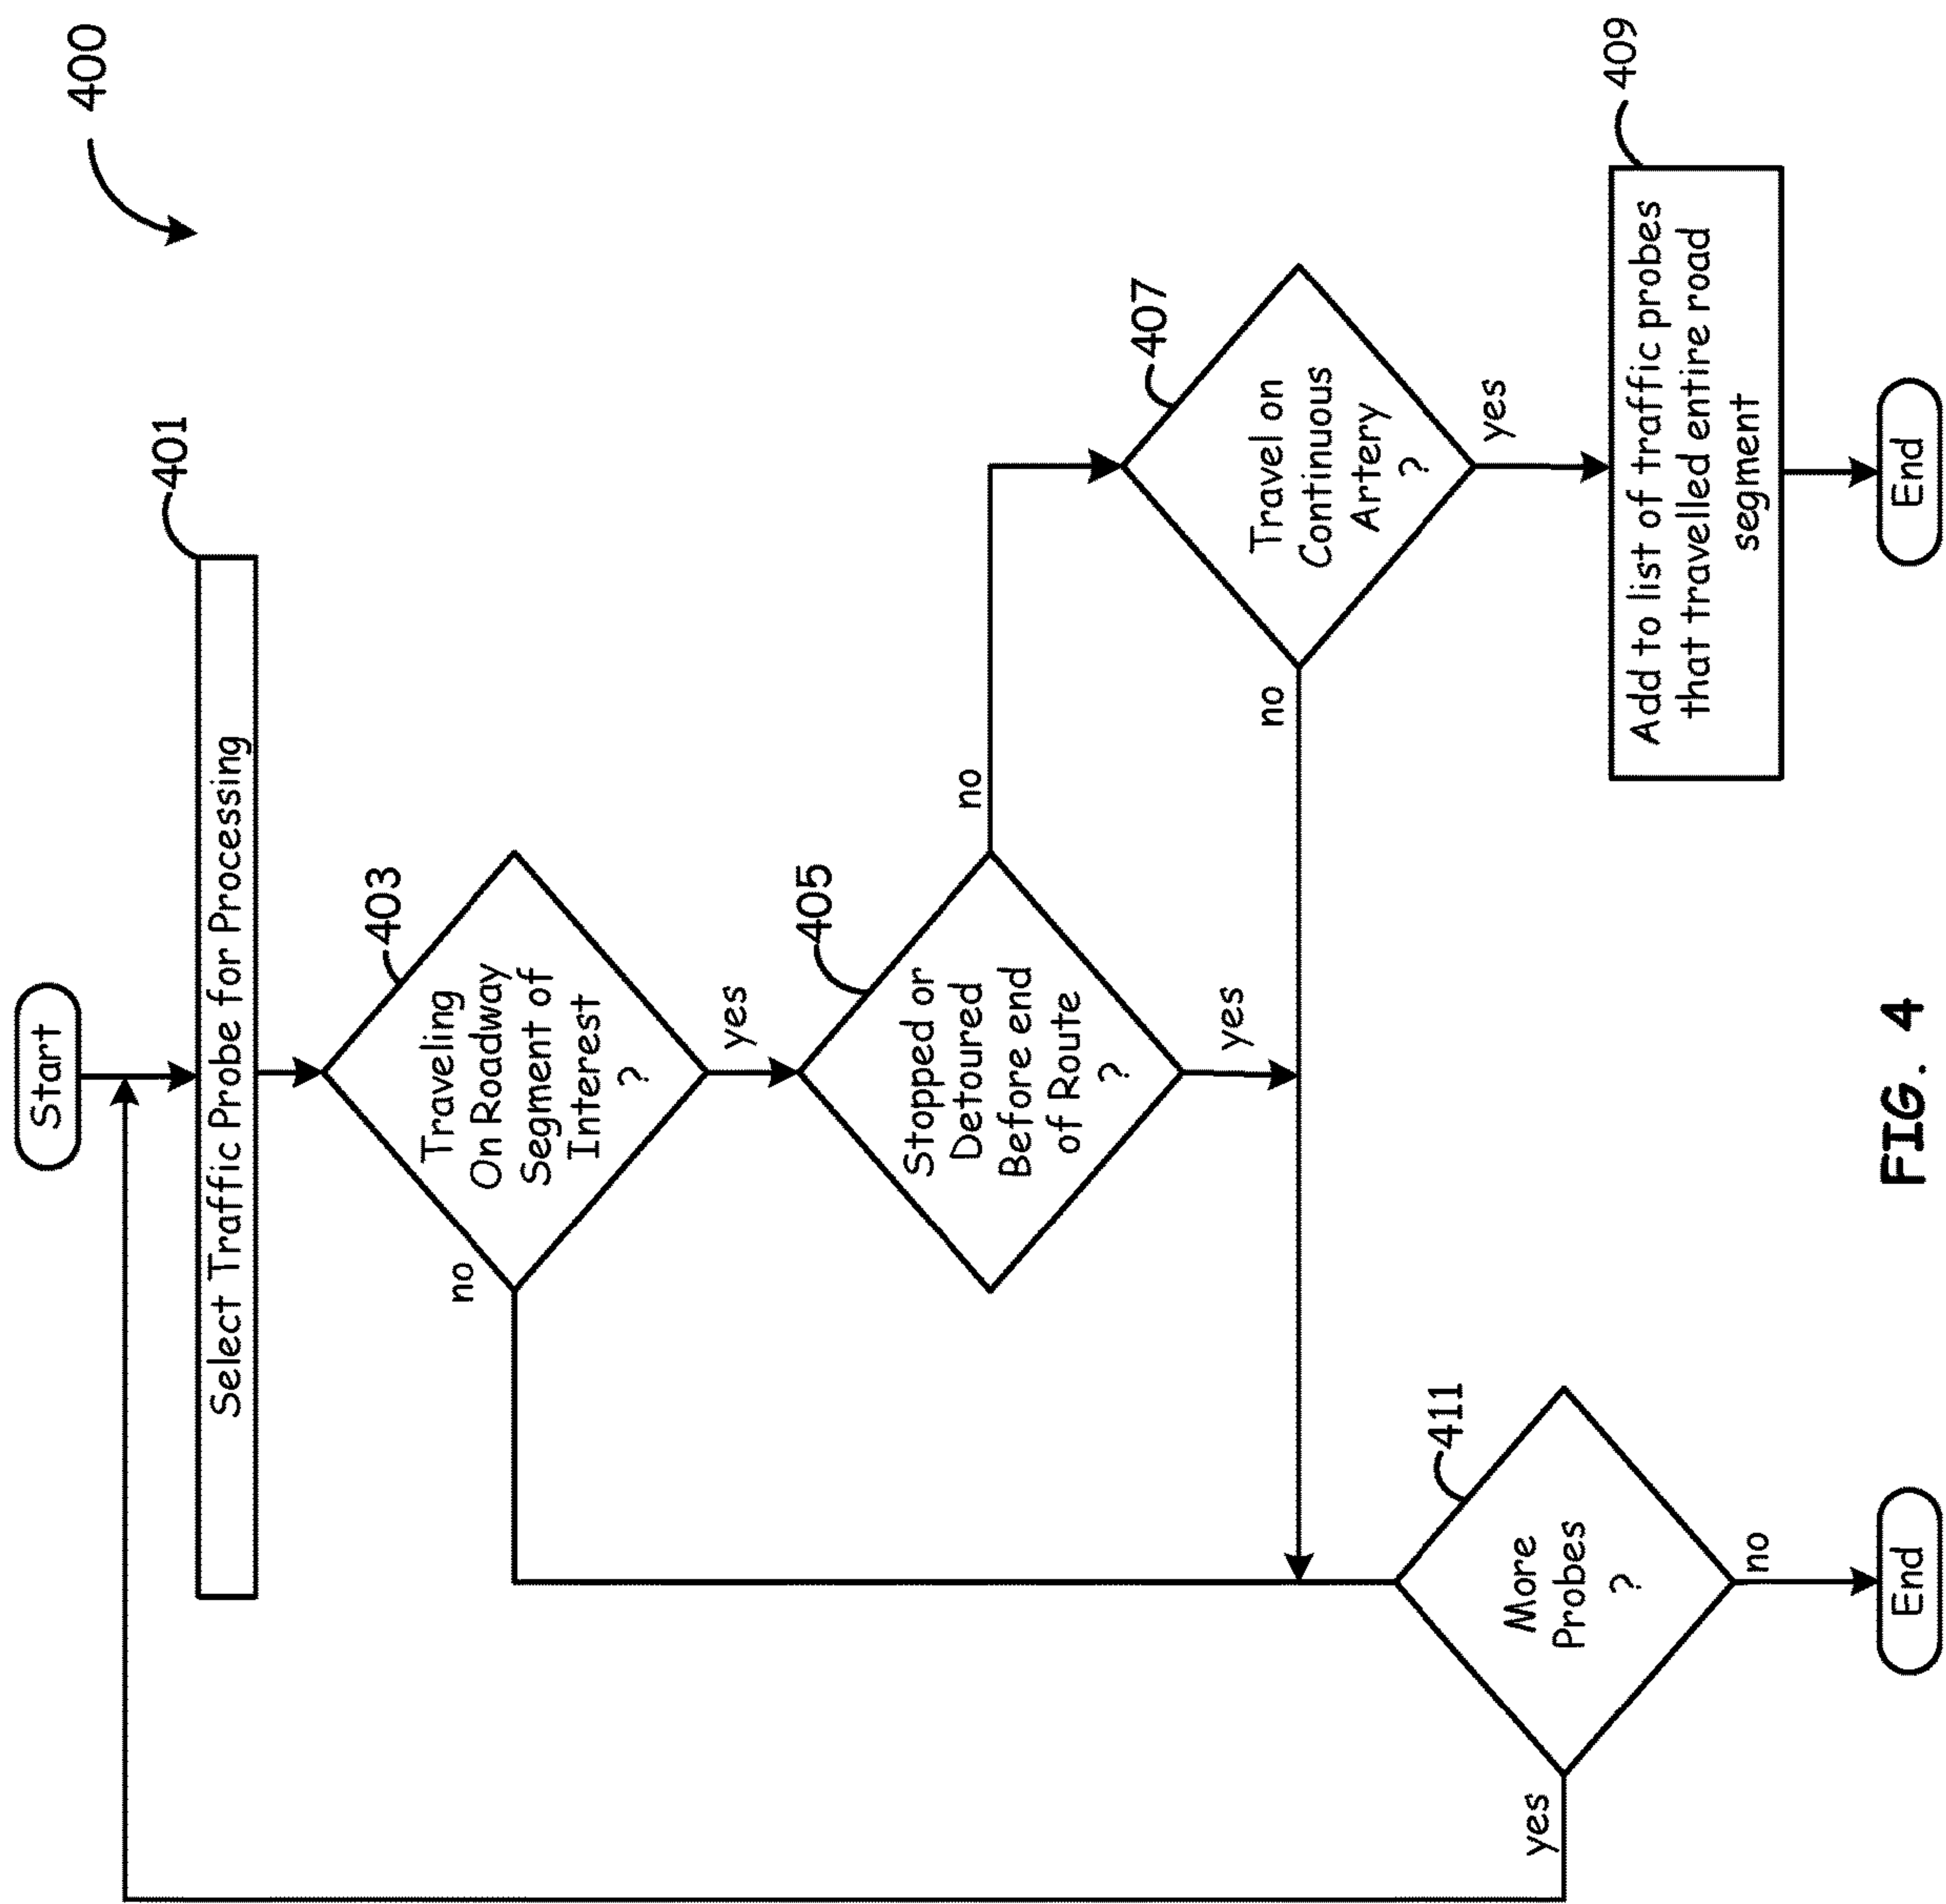 400
Start
401
Select Traffic Probe for Processing
403
Traveling
On Roadway
Segment of
Interest
?
no
yes
405
Stopped or
Detoured
Before end
of Route
?
no
yes
407
Travel on
Continuous
Artery
?
no
yes
409
Add to list of traffic probes
that travelled entire road
segment
End
411
More
Probes
?
yes
no
End
FIG. 4